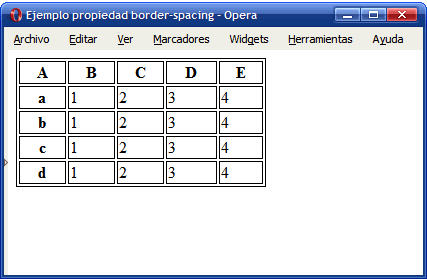 Ejemplo propiedad border-spacing - Opera
Archivo Editar Ver Marcadores Widgets Herramientas Ayuda
A B C D E
a 1 2 3 4
b 1 2 3 4
c 1 2 3 4
d 1 2 3 4